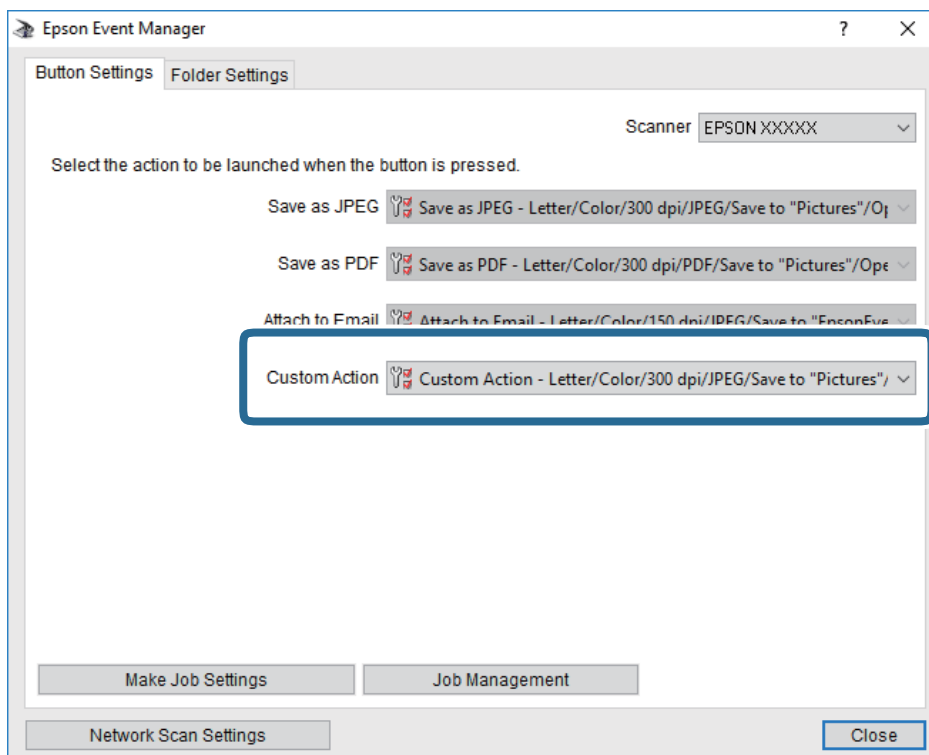 Epson Event Manager
Button Settings
Folder Settings
Scanner EPSON XXXXX
Select the action to be launched when the button is pressed.
Save as JPEG Save as JPEG - Letter/Color/300 dpi/JPEG/Save to "Pictures"/Op
Save as PDF Save as PDF - Letter/Color/300 dpi/PDF/Save to "Pictures"/Ope
Attach to Email Attach to Email - Letter/Color/150 dpi/JPEG/Save to "EpsonEve
Custom Action Custom Action - Letter/Color/300 dpi/JPEG/Save to "Pictures"/
Make Job Settings
Job Management
Network Scan Settings
Close